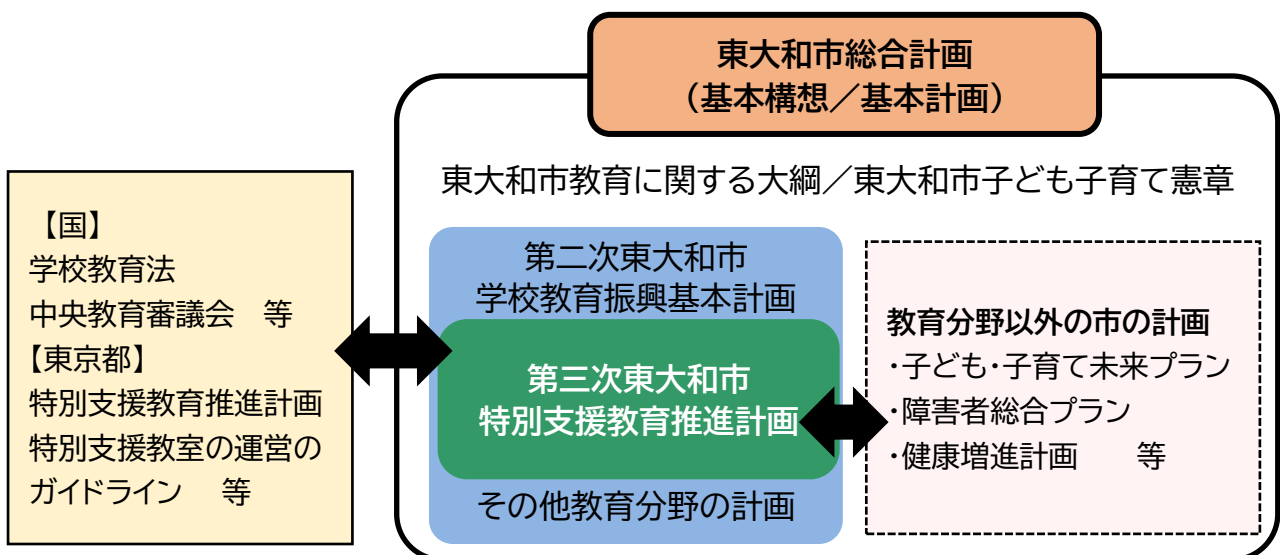 東大和市総合計画
（基本構想／基本計画）
東大和市教育に関する大綱／東大和市子ども子育て憲章
【国】
学校教育法
中央教育審議会　等
【東京都】
特別支援教育推進計画
特別支援教室の運営の
ガイドライン　等
第二次東大和市
学校教育振興基本計画
第三次東大和市
特別支援教育推進計画
その他教育分野の計画
教育分野以外の市の計画
・子ども・子育て未来プラン
・障害者総合プラン
・健康増進計画　　等